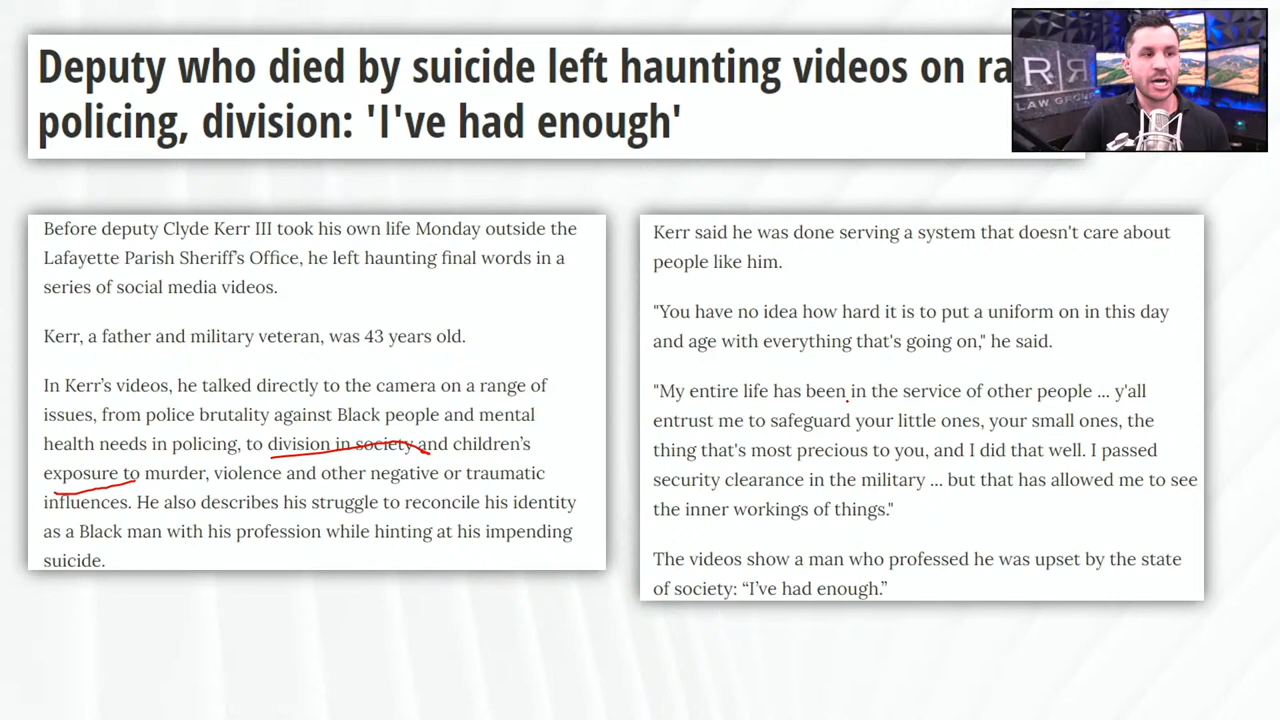 Deputy who died by suicide left haunting videos on ra
policing, division: 'I've had enough'
R|R
LAW GROU
Before deputy Clyde Kerr III took his own life Monday outside the
Lafayette Parish Sheriff's Office, he left haunting final words in a
series of social media videos.
Kerr, a father and military veteran, was 43 years old.
In Kerr's videos, he talked directly to the camera on a range of
issues, from police brutality against Black people and mental
health needs in policing, to division in society and children's
exposure to murder, violence and other negative or traumatic
influences. He also describes his struggle to reconcile his identity
as a Black man with his profession while hinting at his impending
suicide.
Kerr said he was done serving a system that doesn't care about
people like him.
"You have no idea how hard it is to put a uniform on in this day
and age with everything that's going on," he said.
"My entire life has been in the service of other people ... y'all
entrust me to safeguard your little ones, your small ones, the
thing that's most precious to you, and I did that well. I passed
security clearance in the military ... but that has allowed me to see
the inner workings of things."
The videos show a man who professed he was upset by the state
of society: “I’ve had enough.”